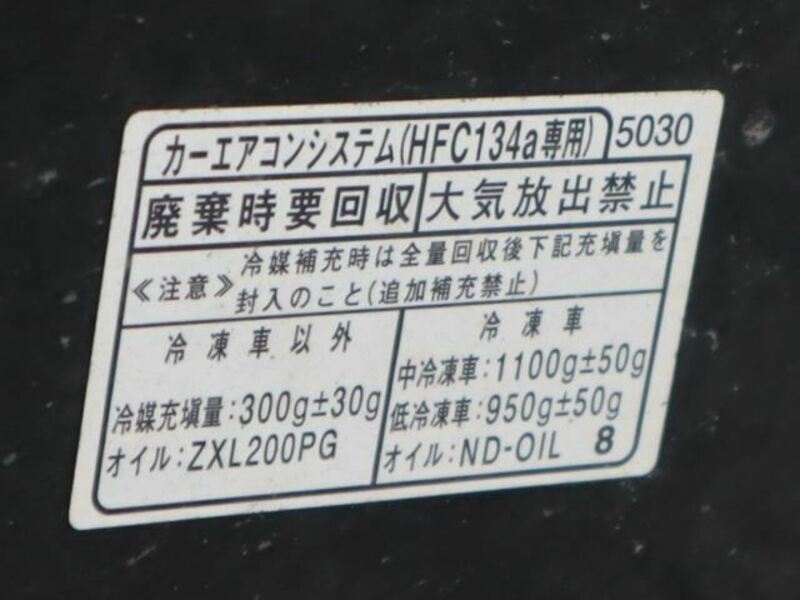 カーエアコンシステム(HFC134a専用) 5030
廃棄時要回収 大気放出禁止
≪注意≫ 冷媒補充時は全量回収後下記充填量を
封入のこと(追加補充禁止)
冷凍車以外
冷媒充填量:300g±30g
オイル:ZXL200PG
冷凍車
中冷凍車:1100g±50g
低冷凍車:950g±50g
オイル:ND-OIL 8